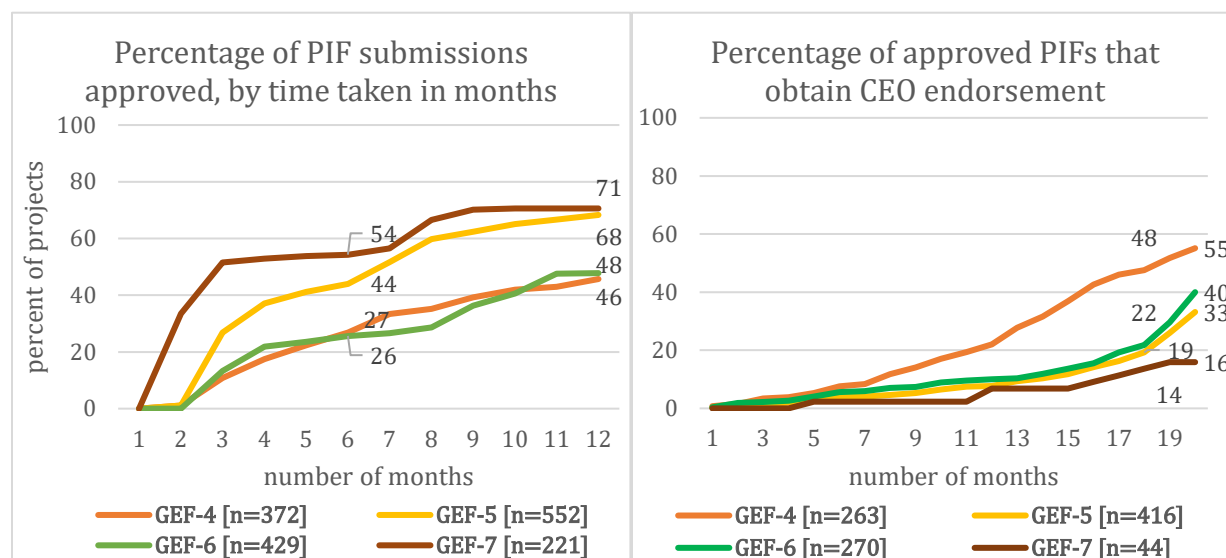 Percentage of PIF submissions
approved, by time taken in months
percent of projects
100
80
60
40
20
0
71
68
54
48
44
46
27
26
1 2 3 4 5 6 7 8 9 10 11 12
number of months
GEF-4 [n=372] GEF-5 [n=552]
GEF-6 [n=429] GEF-7 [n=221]
Percentage of approved PIFs that
obtain CEO endorsement
100
80
60
40
20
0
48
55
40
22
33
19
16
14
1 3 5 7 9 11 13 15 17 19
number of months
GEF-4 [n=263] GEF-5 [n=416]
GEF-6 [n=270] GEF-7 [n=44]